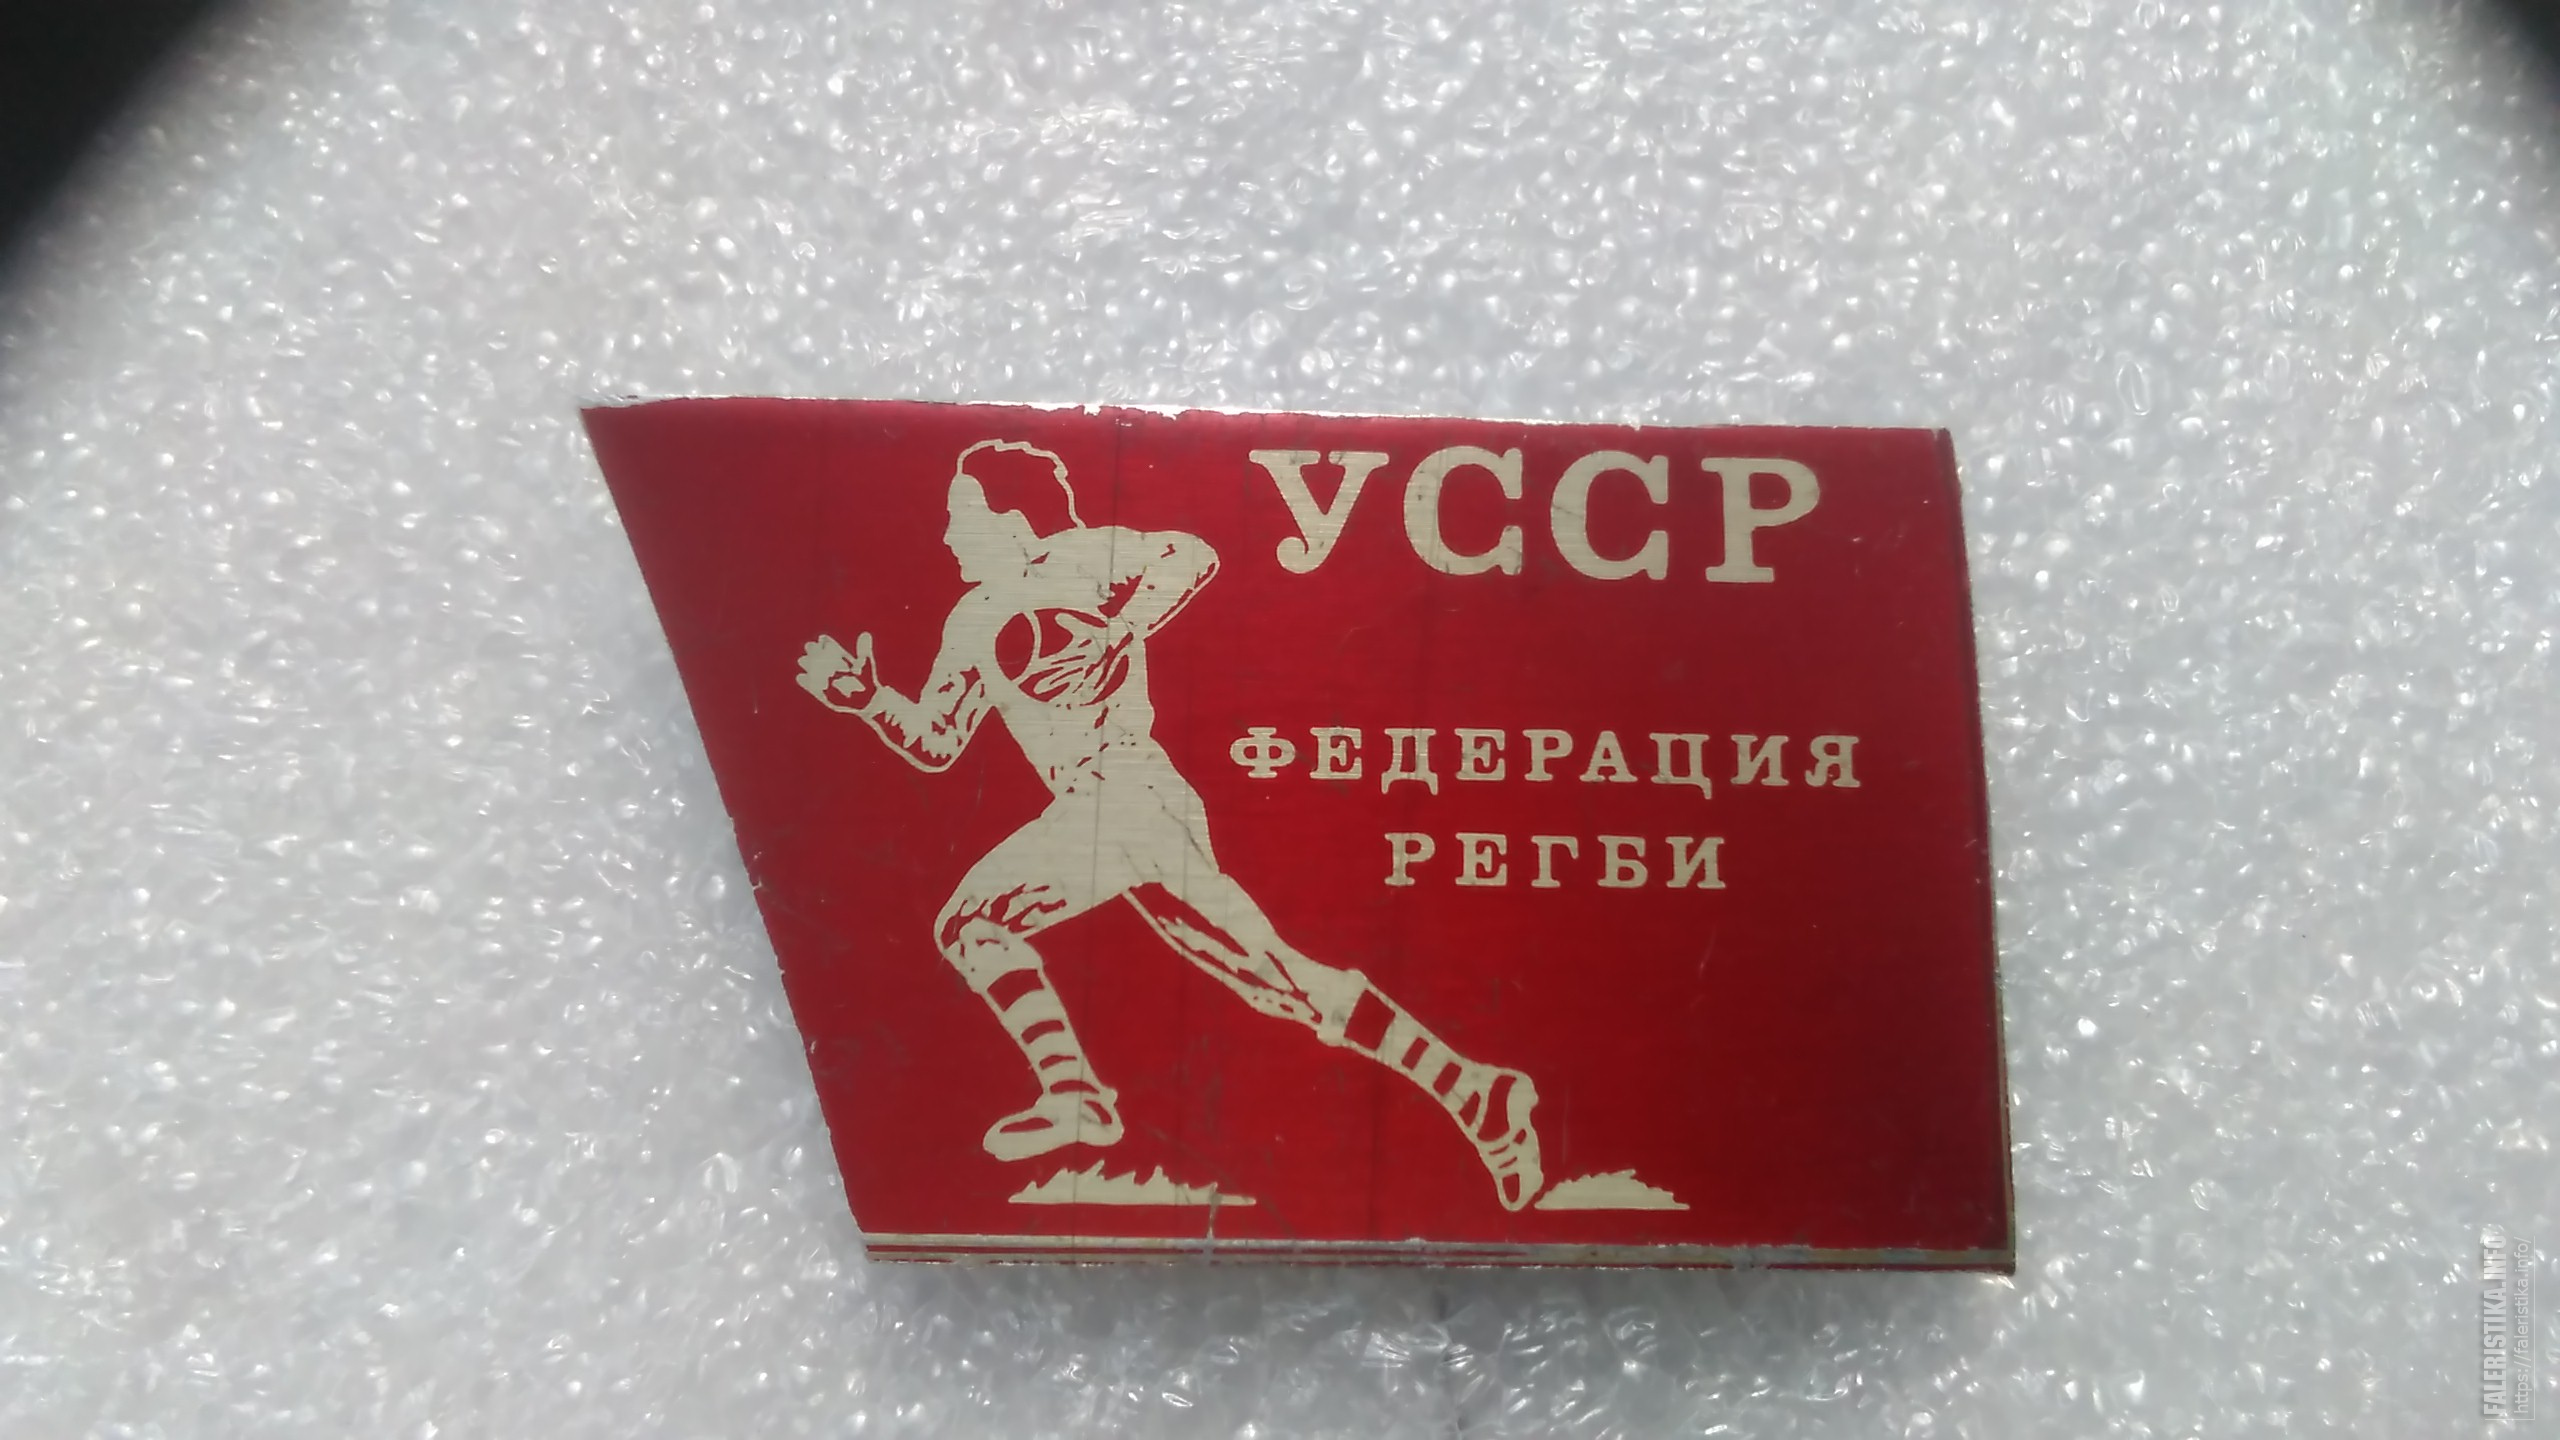 УССР
ФЕДЕРАЦИЯ
РЕГБИ
FALERISTIKA.INFO
https://faleristika.info/